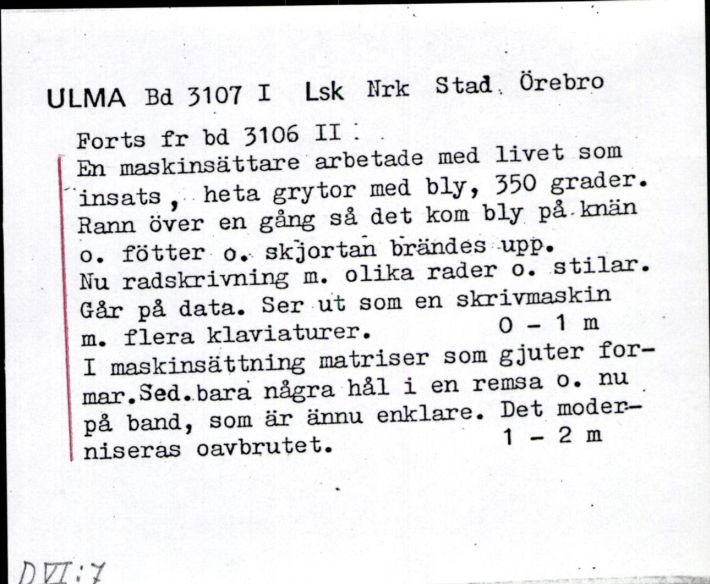 ULMA Bd 3107 I Lsk Nrk Stad. Örebro
Forts fr bd 3106 II :
En maskinsättare arbetade med livet som
insats, heta grytor med bly, 350 grader.
Rann över en gång så det kom bly på knän
o. fötter o. skjortan brändes upp.
Nu radskrivning m. olika rader o. stilar.
Går på data. Ser ut som en skrivmaskin
m. flera klaviaturer. 0 - 1 m
I maskinsättning matriser som gjuter for-
mar.Sed.bara några hål i en remsa o. nu
på band, som är ännu enklare. Det moder-
niseras oavbrutet. 1 - 2 m
D VI:7